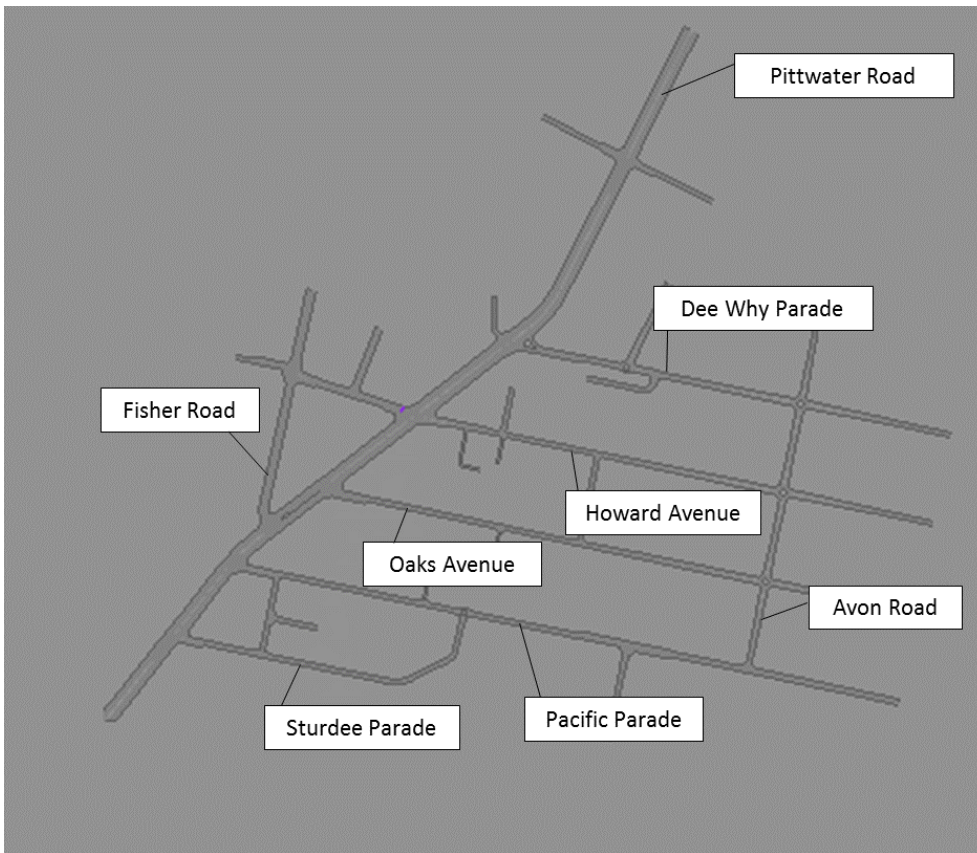 Pittwater Road
Dee Why Parade
Fisher Road
Howard Avenue
Oaks Avenue
Avon Road
Pacific Parade
Sturdee Parade